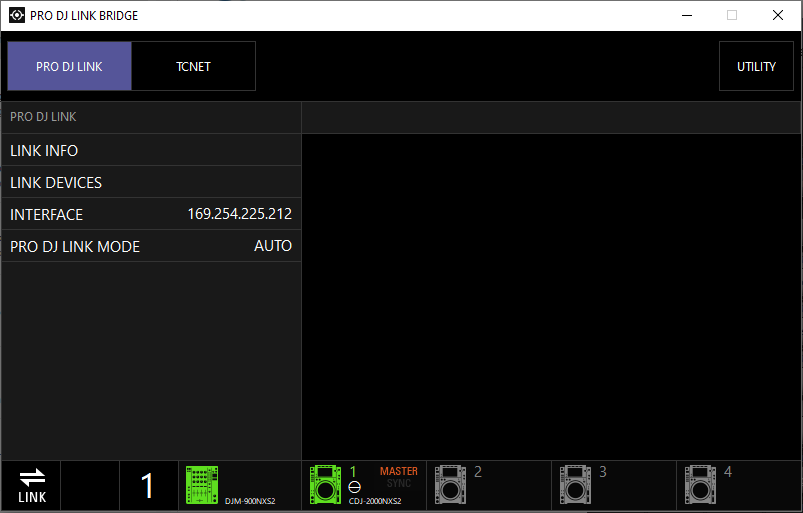 PRO DJ LINK BRIDGE
PRO DJ LINK TCNET UTILITY
PRO DJ LINK
LINK INFO
LINK DEVICES
INTERFACE 169.254.225.212
PRO DJ LINK MODE AUTO
LINK
1
DJM-900NXS2
1 MASTER
SYNC
CDJ-2000NXS2
2
3
4